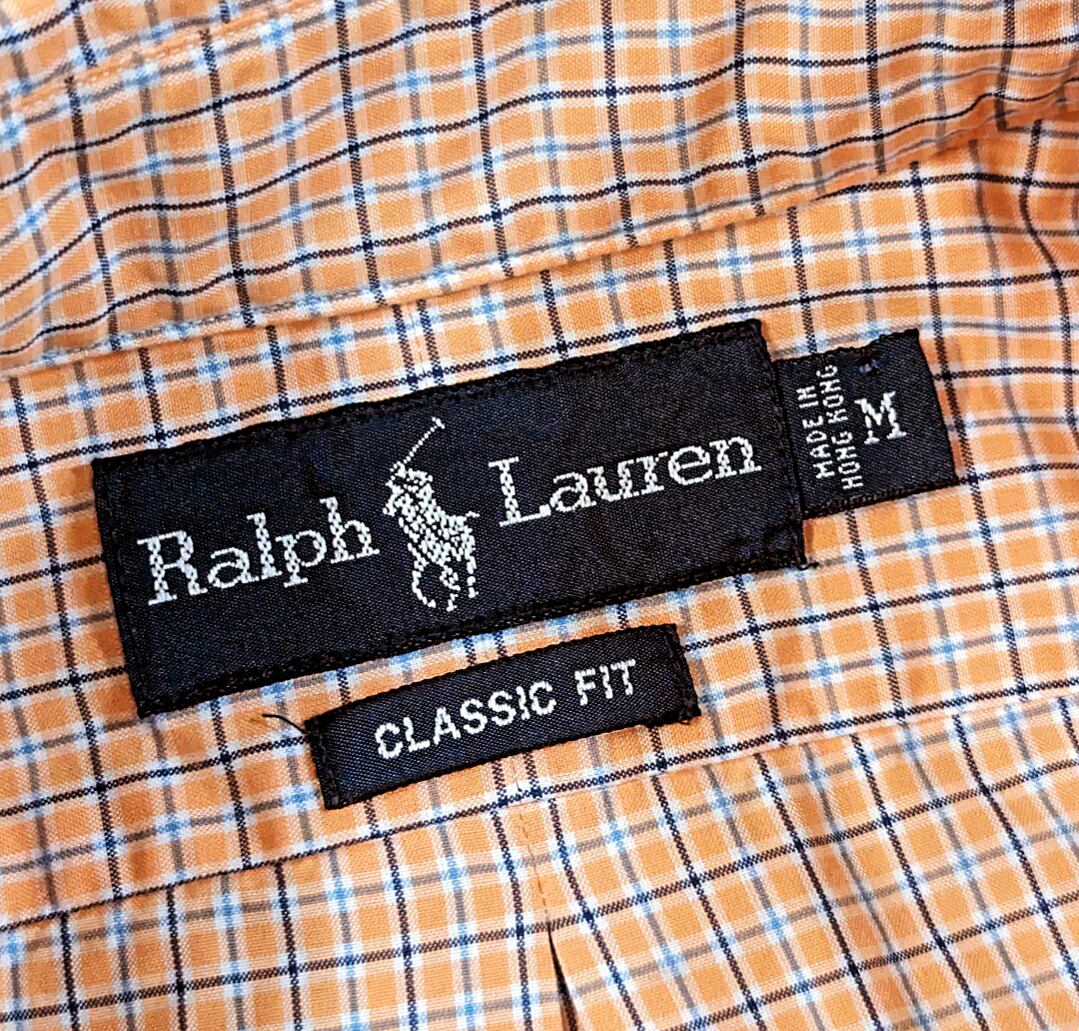 Ralph Lauren
MADE IN
HONG KONG
M
CLASSIC FIT